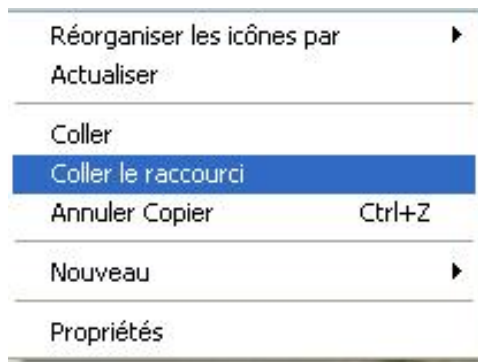 Réorganiser les icônes par
Actualiser
Coller
Coller le raccourci
Annuler Copier Ctrl+Z
Nouveau
Propriétés